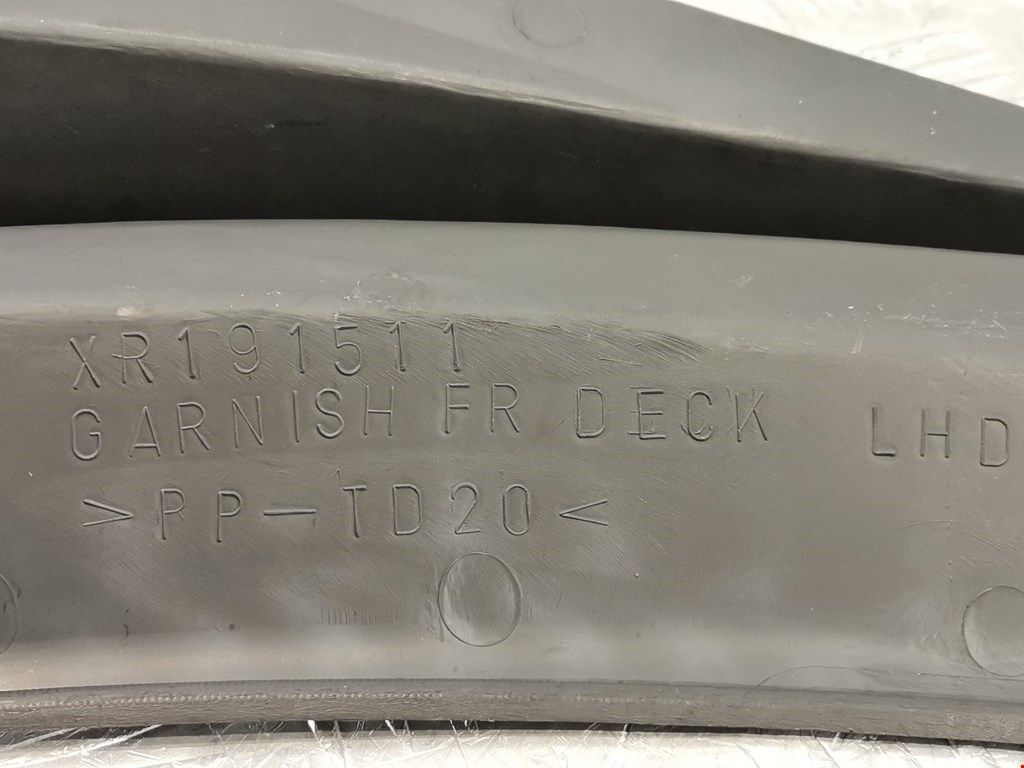 XR191511
GARNISH FR DECK LHD
>PP-TD20<